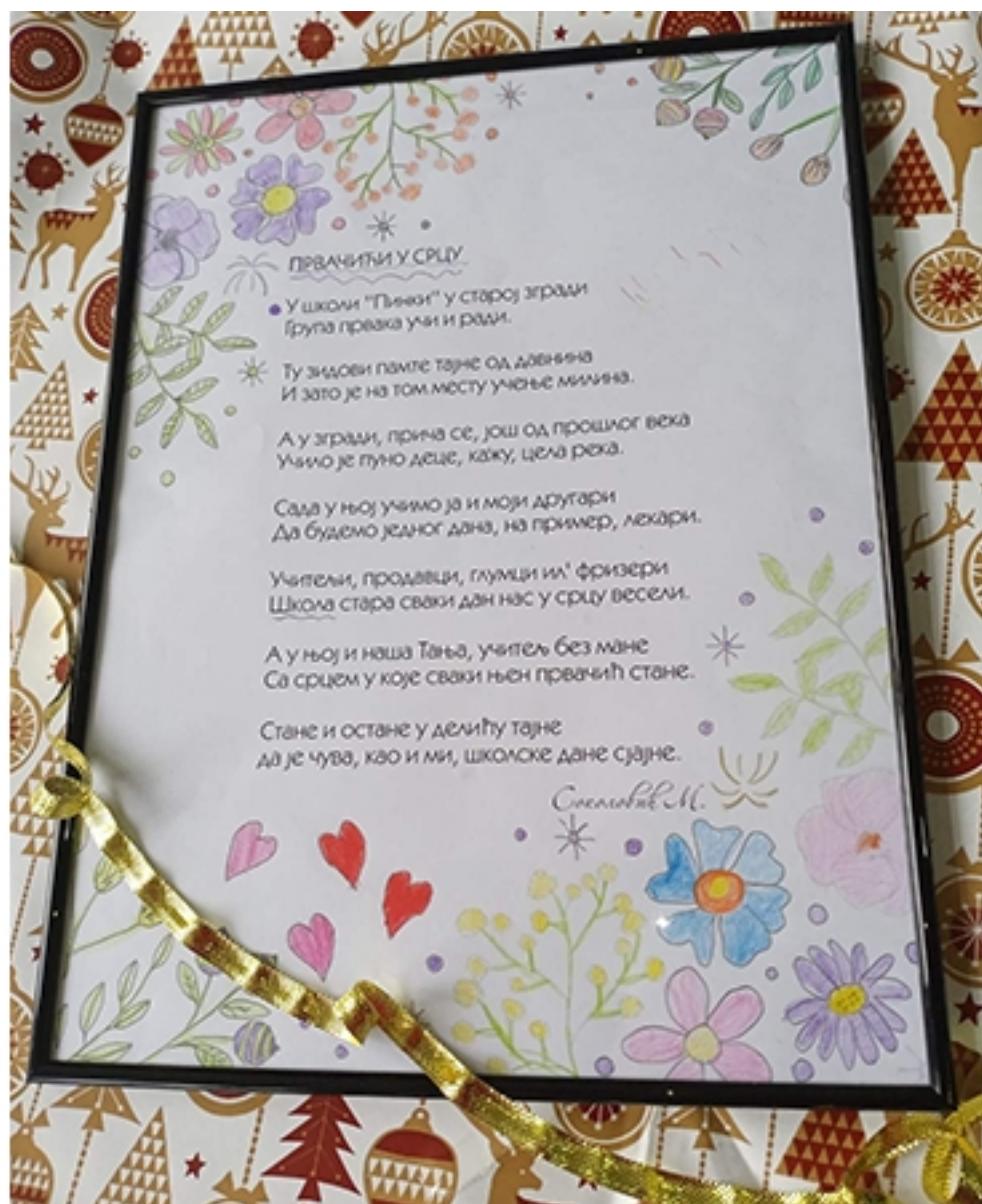 ПРВАЧИЋИ У СРЦУ
У школи "Пинки" у старој згради
Група првака учи и ради.
Ту зидови памте тајне од давнина
И зато је на том месту учење милина.
А у згради, прича се, још од прошлог века
Учило је пуно деце, кажу, цела река.
Сада у њој учимо ја и моји другари
Да будемо једног дана, на пример, лекари.
Учитељи, продавци, глумци ил' фризери
Школа стара сваки дан нас у срцу весели.
А у њој и наша Тања, учитељ без мане
Са срцем у које сваки њен првачић стане.
Стане и остане у делићу тајне
да је чува, као и ми, школске дане сјајне.
Соколовић М.